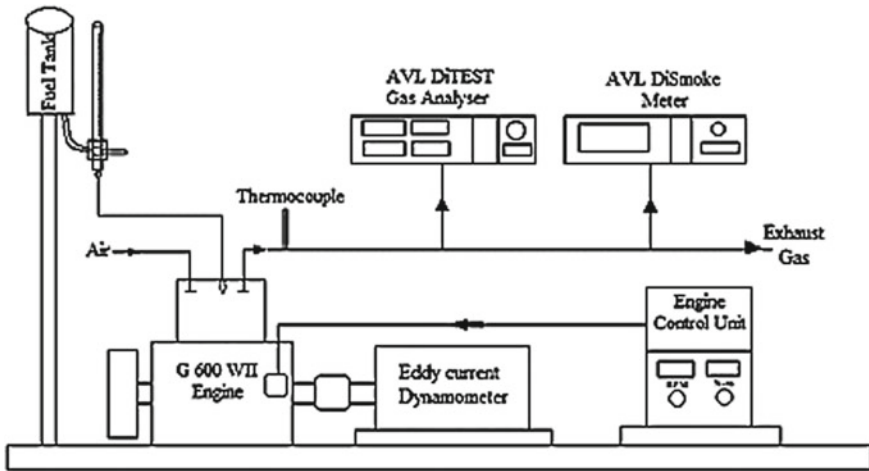 Fuel Tank
AVL DiTEST
Gas Analyser
AVL DiSmoke
Meter
Thermocouple
Air
Exhaust
Gas
Engine
Control Unit
G 600 WII
Engine
Eddy current
Dynamometer